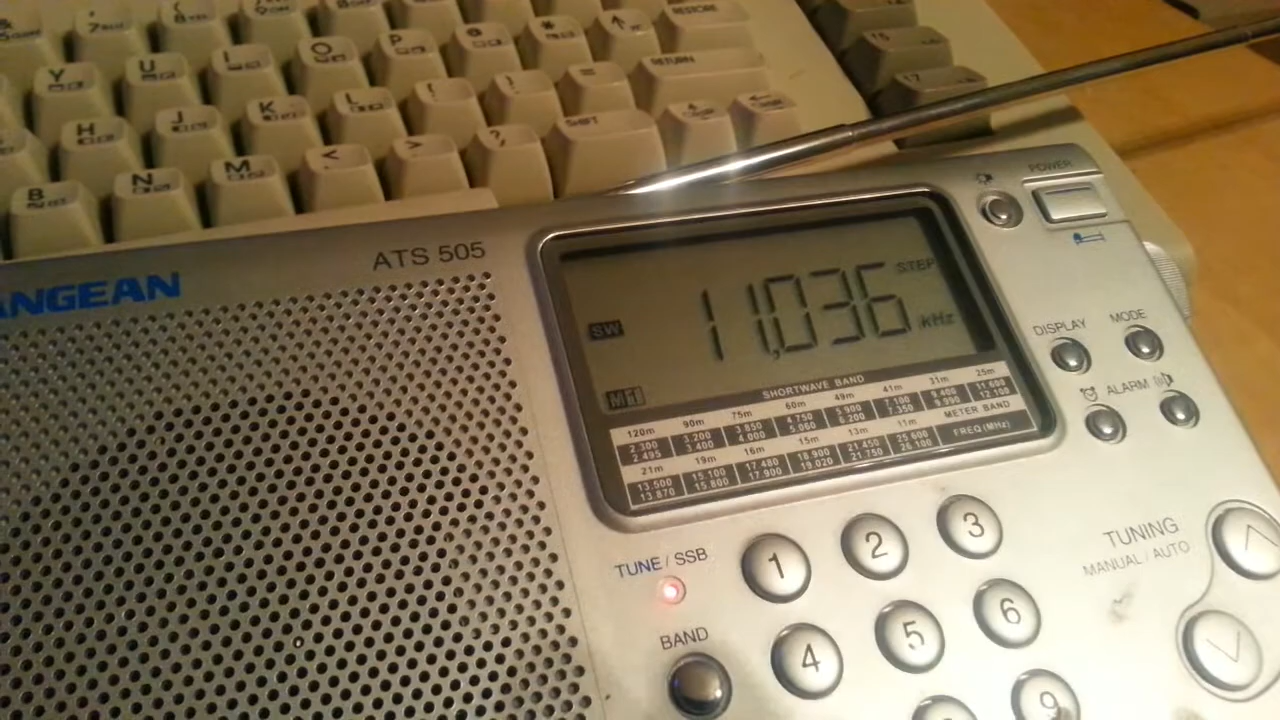 RESTORE
Y U I O P @ * ↑
RETURN
15
17
H J K L [ ] =
SHIFT
B N M < > ?
ATS 505
ANGEAN
POWER
STEP
SW
11,036 kHz
DISPLAY
MODE
ALARM
SHORTWAVE BAND
120m 90m 75m 60m 49m 41m 31m 25m
2.300 3.200 3.850 4.750 5.900 7.100 9.400 11.600
2.495 3.400 4.000 5.060 6.200 7.350 9.990 12.100
21m 19m 16m 15m 13m 11m METER BAND
13.500 15.100 17.480 18.900 21.450 25.600 FREQ (MHz)
13.870 15.800 17.900 19.020 21.750 26.100
TUNE / SSB
1 2 3
TUNING
MANUAL / AUTO
BAND
4 5 6
9